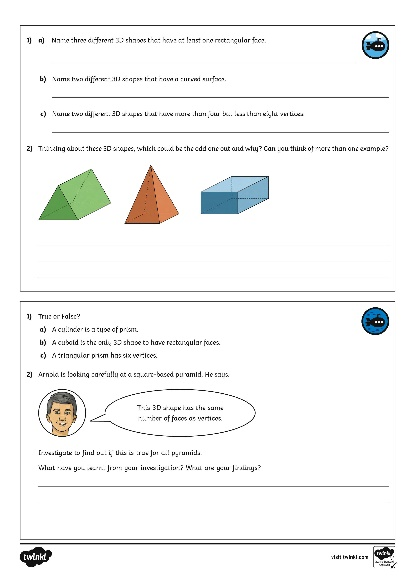 1) a) Name three different 3D shapes that have at least one rectangular face.
b) Name two different 3D shapes that have a curved surface.
c) Name two different 3D shapes that have more than four but less than eight vertices.
2) Thinking about these 3D shapes, which could be the odd one out and why? Can you think of more than one example?
1) True or False?
a) A cylinder is a type of prism.
b) A cuboid is the only 3D shape to have rectangular faces.
c) A triangular prism has six vertices.
2) Arnold is looking carefully at a square-based pyramid. He says:
This 3D shape has the same
number of faces as vertices.
Investigate to find out if this is true for all pyramids.
What have you learnt from your investigation? What are your findings?
twinkl
visit twinkl.com
twinkl